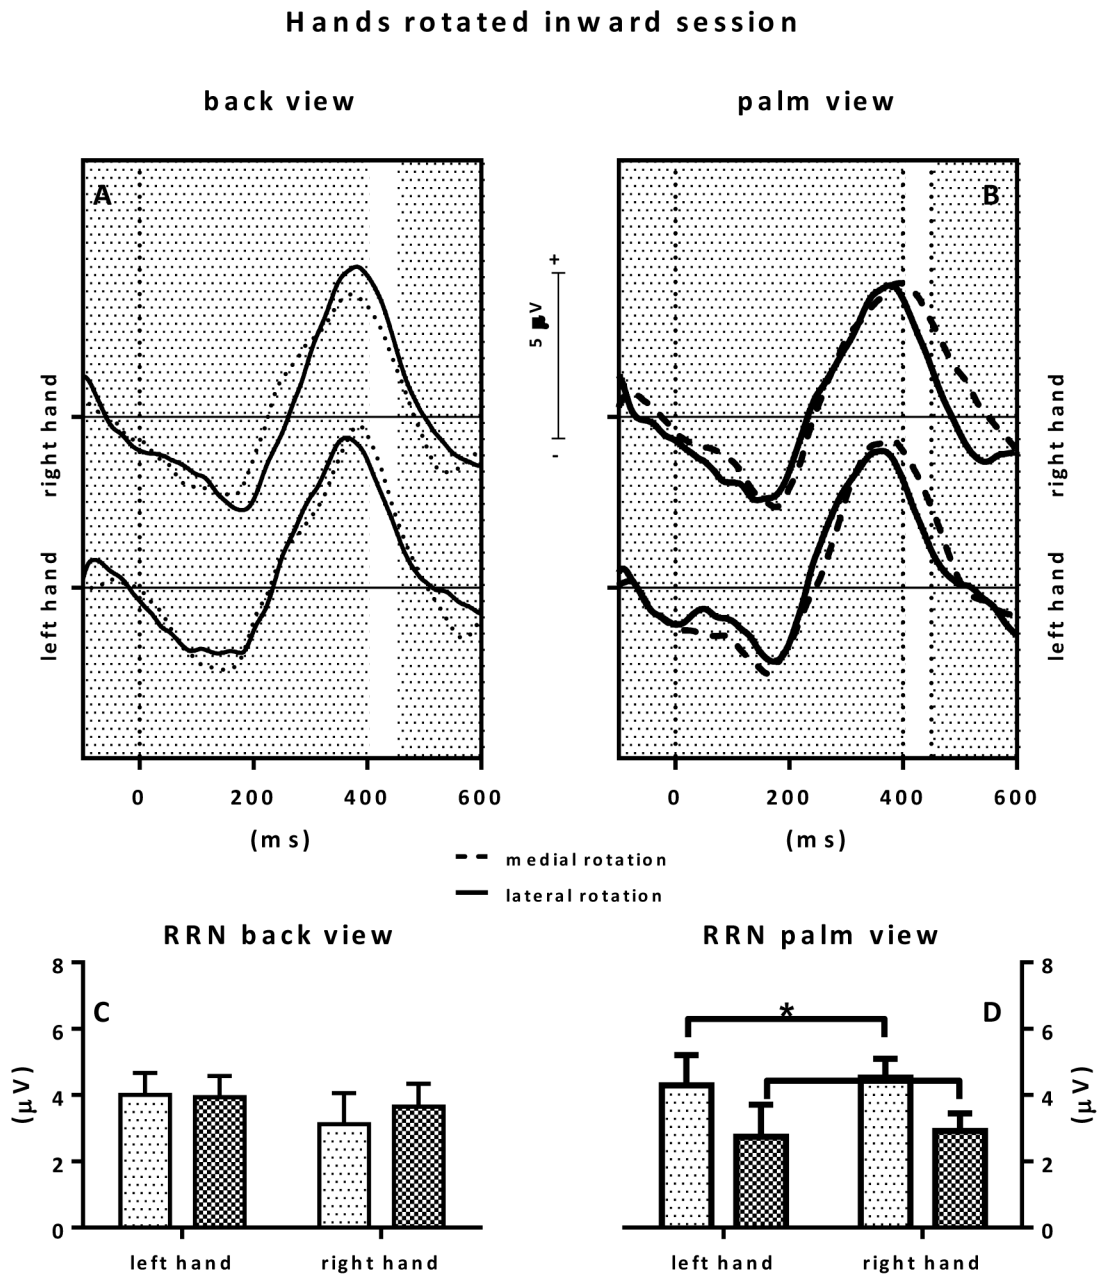 Hands rotated inward session
back view
palm view
A
B
+
5 μV
-
right hand
left hand
right hand
left hand
0 200 400 600
0 200 400 600
(ms)
(ms)
medial rotation
lateral rotation
RRN back view
RRN palm view
C
D
*
8
6
4
2
0
8
6
4
2
0
(μV)
(μV)
left hand right hand
left hand right hand